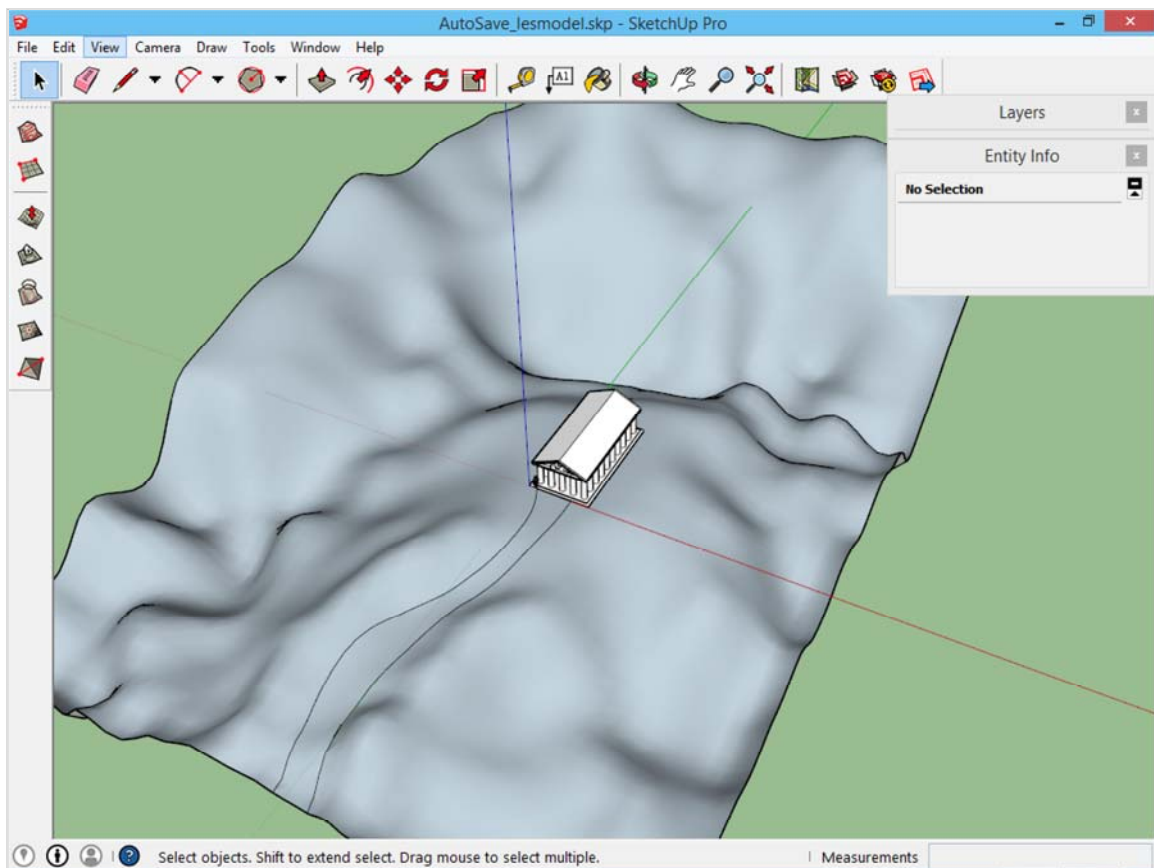 AutoSave_lesmodel.skp - SketchUp Pro
File Edit View Camera Draw Tools Window Help
A1
Layers
Entity Info
No Selection
Select objects. Shift to extend select. Drag mouse to select multiple.
Measurements